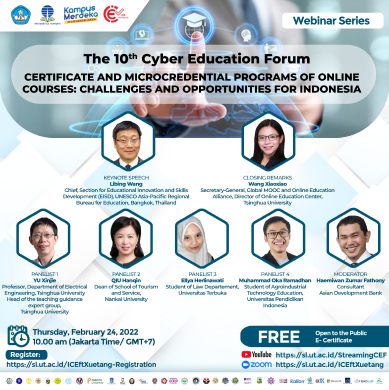 Kampus
Merdeka
Webinar Series
The 10th Cyber Education Forum
CERTIFICATE AND MICROCREDENTIAL PROGRAMS OF ONLINE
COURSES: CHALLENGES AND OPPORTUNITIES FOR INDONESIA
KEYNOTE SPEECH
Libing Wang
Chief, Section for Educational Innovation and Skills
Development (EISD), UNESCO Asia-Pacific Regional
Bureau for Education, Bangkok, Thailand
CLOSING REMARKS
Wang Xiaoxiao
Secretary-General, Global MOOC and Online Education
Alliance, Director of Online Education Center,
Tsinghua University
PANELIST 1
YU Xinjie
Professor, Department of Electrical
Engineering, Tsinghua University
Head of the teaching guidance
expert group,
Tsinghua University
PANELIST 2
QIU Hanqin
Dean of School of Tourism
and Service,
Nankai University
PANELIST 3
Ellya Herlinawati
Student of Law Departement,
Universitas Terbuka
PANELIST 4
Muhammad Oka Ramadhan
Student of Agroindustrial
Technology Education,
Universitas Pendidikan
Indonesia
MODERATOR
Haemiwan Zumar Fathony
Consultant
Asian Development Bank
Thursday, February 24, 2022
10.00 am (Jakarta Time/ GMT+7)
FREE
Open to the Public
E- Certificate
Register:
https://sl.ut.ac.id/ICEftXuetang-Registration
YouTube https://sl.ut.ac.id/StreamingCEF
zoom https://sl.ut.ac.id/ICEftXuetang